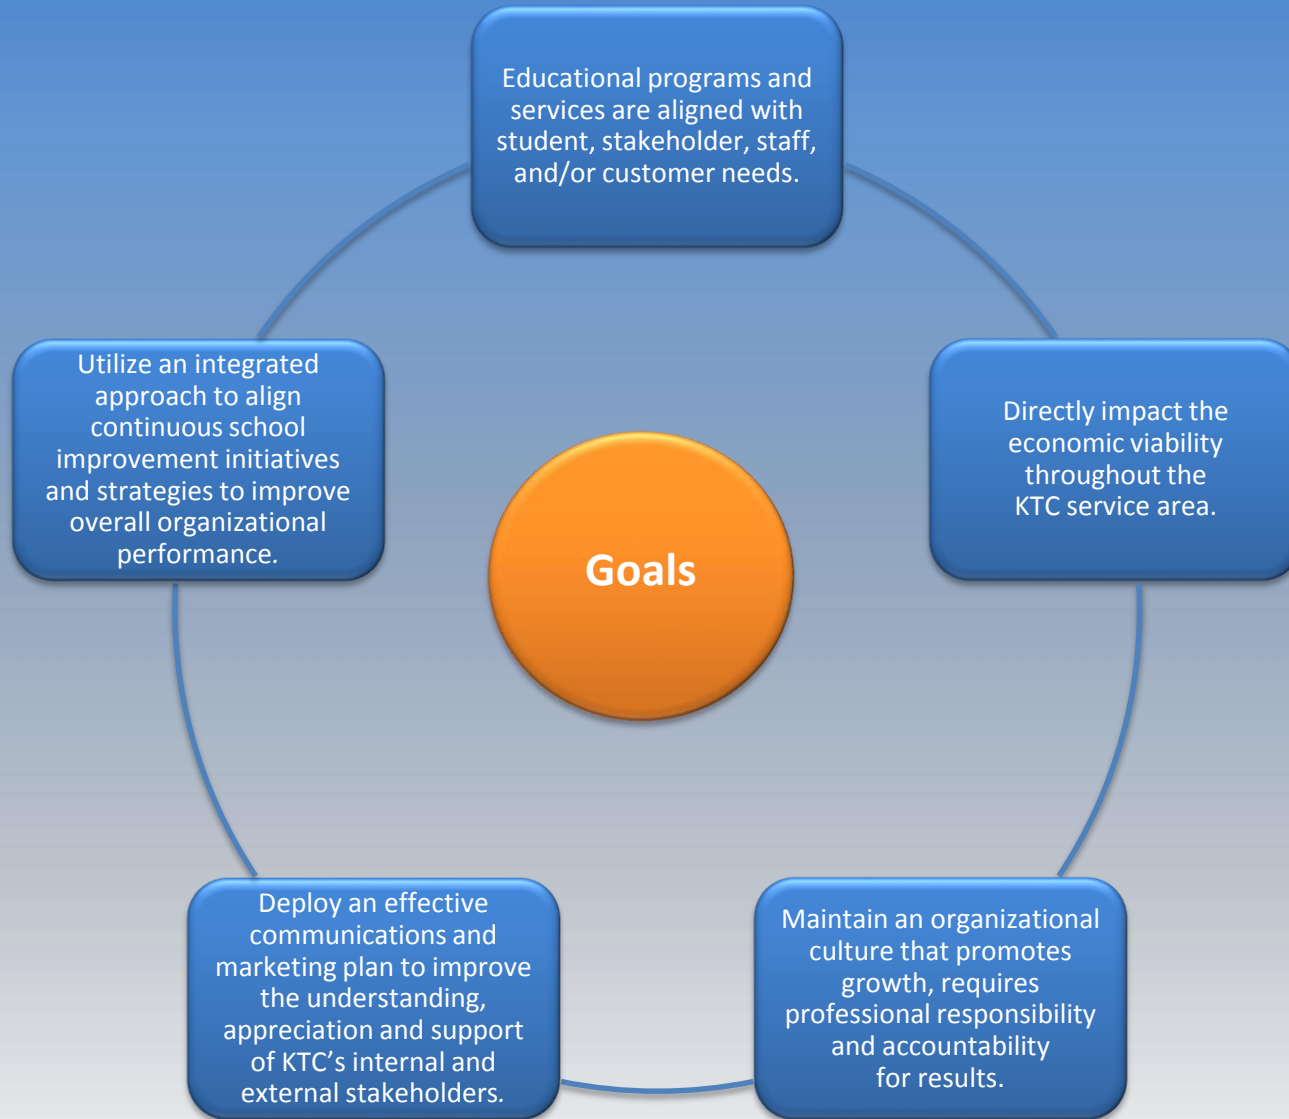 Educational programs and
services are aligned with
student, stakeholder, staff,
and/or customer needs.
Directly impact the
economic viability
throughout the
KTC service area.
Maintain an organizational
culture that promotes
growth, requires
professional responsibility
and accountability
for results.
Deploy an effective
communications and
marketing plan to improve
the understanding,
appreciation and support
of KTC’s internal and
external stakeholders.
Utilize an integrated
approach to align
continuous school
improvement initiatives
and strategies to improve
overall organizational
performance.
Goals